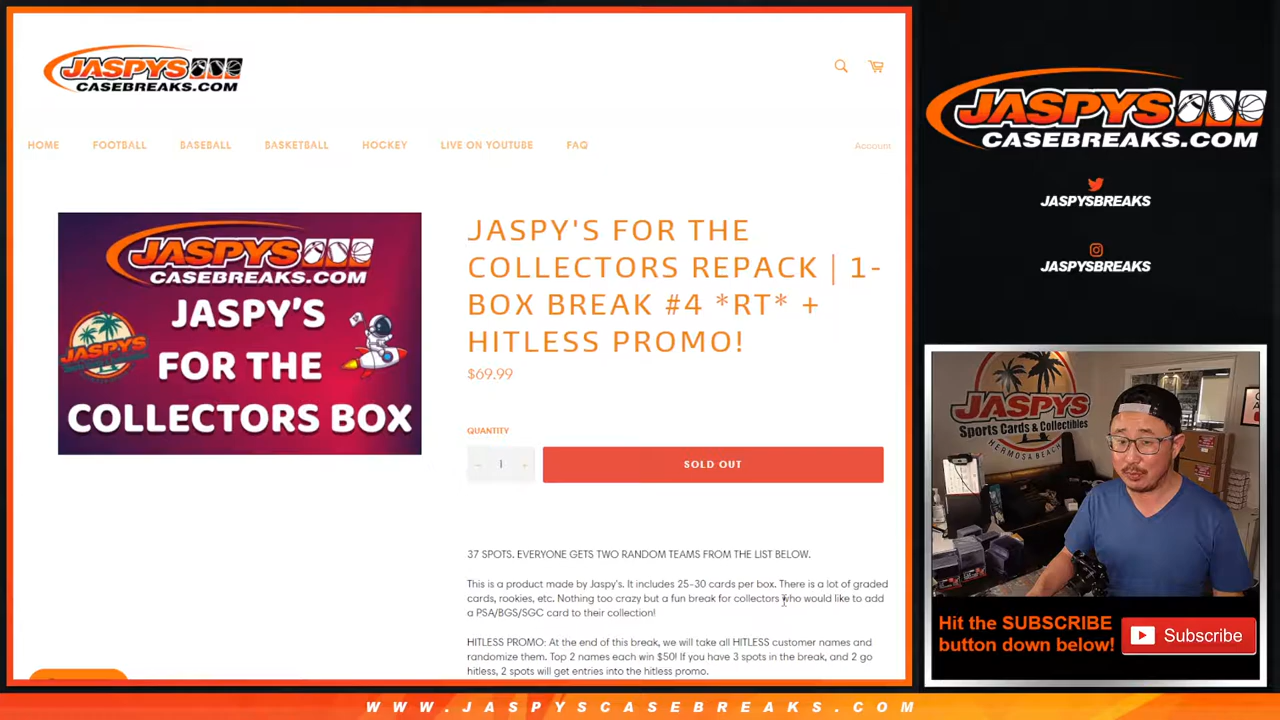 JASPYS
CASEBREAKS.COM
HOME
FOOTBALL
BASEBALL
BASKETBALL
HOCKEY
LIVE ON YOUTUBE
FAQ
Account
JASPYS
CASEBREAKS.COM
JASPY'S
FOR THE
COLLECTORS BOX
JASPYS
JASPY'S FOR THE
COLLECTORS REPACK | 1-
BOX BREAK #4 *RT* +
HITLESS PROMO!
$69.99
QUANTITY
1
SOLD OUT
37 SPOTS. EVERYONE GETS TWO RANDOM TEAMS FROM THE LIST BELOW.
This is a product made by Jaspy's. It includes 25-30 cards per box. There is a lot of graded
cards, rookies, etc. Nothing too crazy but a fun break for collectors who would like to add
a PSA/BGS/SGC card to their collection!
HITLESS PROMO: At the end of this break, we will take all HITLESS customer names and
randomize them. Top 2 names each win $50! If you have 3 spots in the break, and 2 go
hitless, 2 spots will get entries into the hitless promo.
JASPYS
CASEBREAKS.COM
JASPYSBREAKS
JASPYSBREAKS
JASPYS
Sports Cards & Collectibles
HERMOSA BEACH
Hit the SUBSCRIBE
button down below!
Subscribe
WWW.JASPYSCASEBREAKS.COM